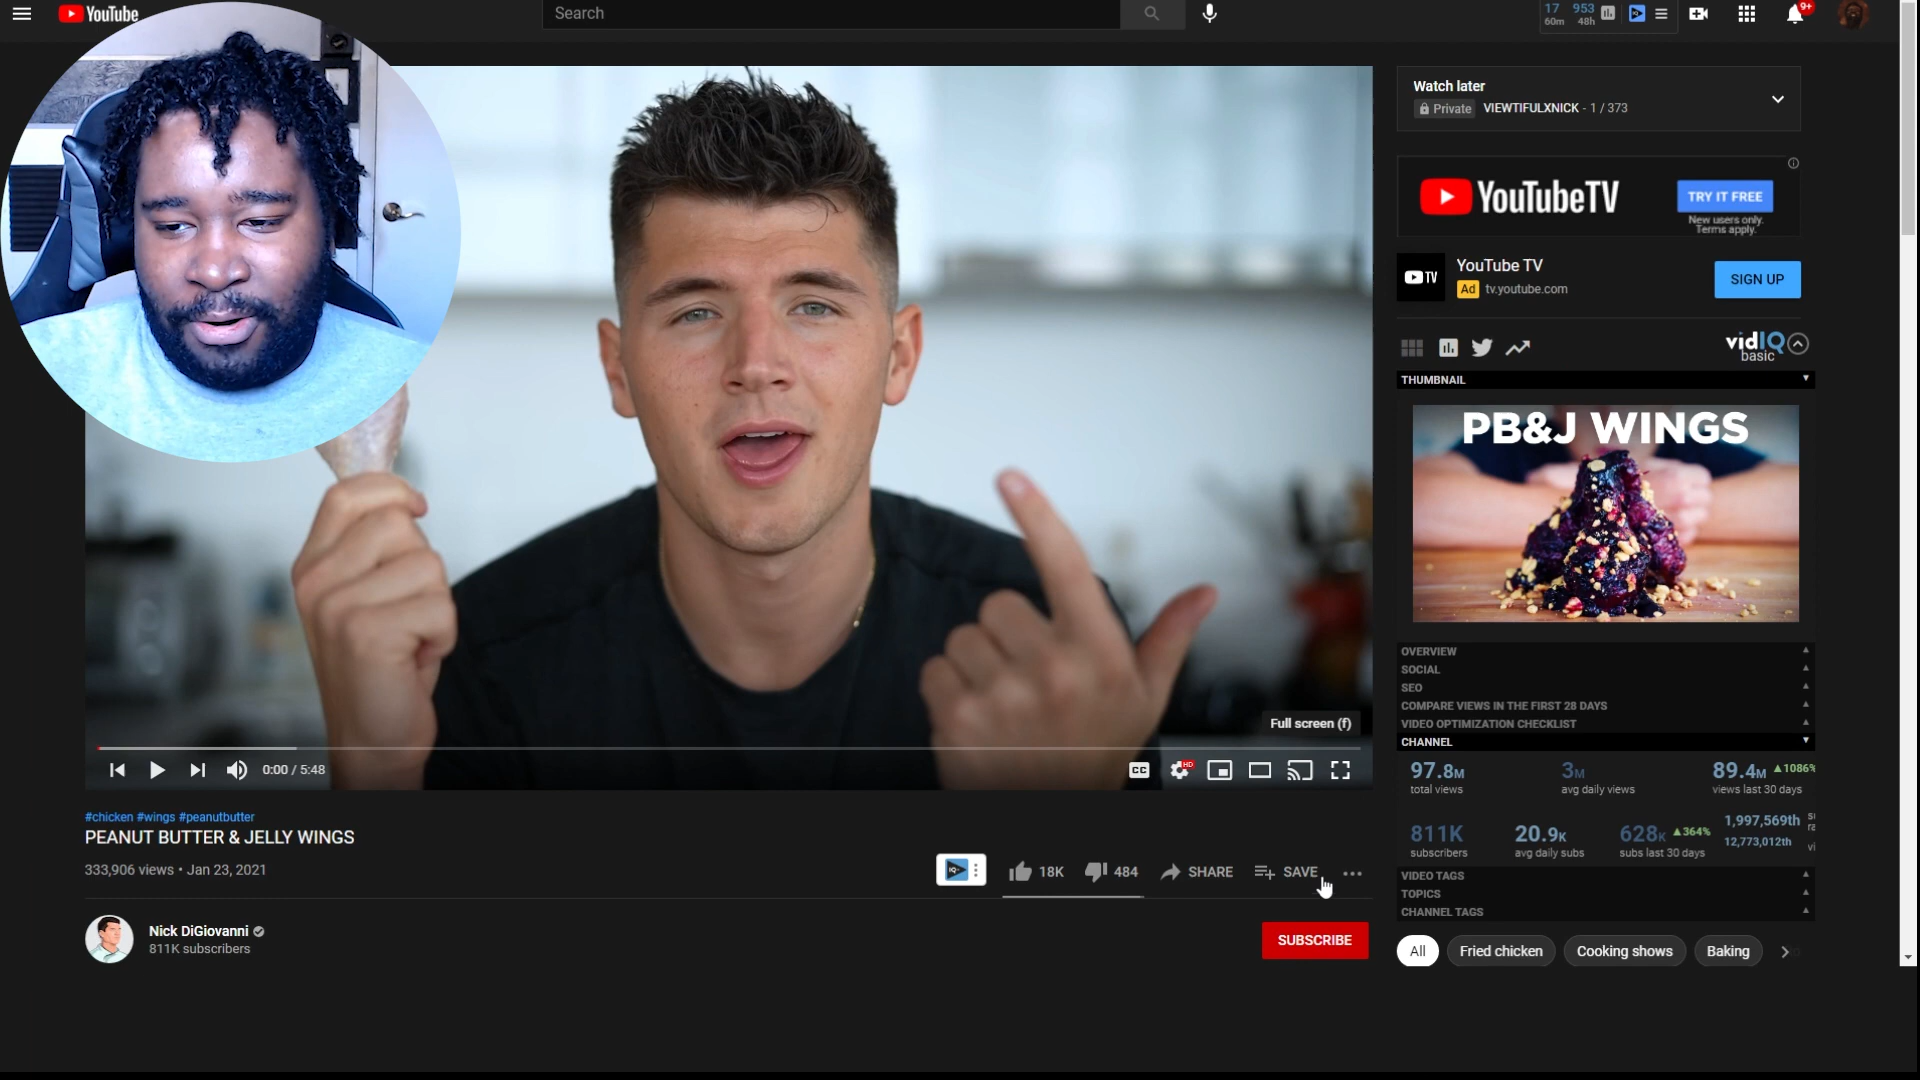 YouTube
Search
17 953
60m 48h
9+
Watch later
Private VIEWTIFULXNICK - 1 / 373
YouTubeTV
TRY IT FREE
New users only.
Terms apply.
TV
YouTube TV
Ad tv.youtube.com
SIGN UP
vidIQ
basic
THUMBNAIL
PB&J WINGS
OVERVIEW
SOCIAL
SEO
COMPARE VIEWS IN THE FIRST 28 DAYS
VIDEO OPTIMIZATION CHECKLIST
CHANNEL
97.8M 3M 89.4M ▲1086%
total views avg daily views views last 30 days
811K 20.9K 628K ▲364% 1,997,569th
12,773,012th
subscribers avg daily subs subs last 30 days
VIDEO TAGS
TOPICS
CHANNEL TAGS
All Fried chicken Cooking shows Baking
Full screen (f)
0:00 / 5:48
CC HD
#chicken #wings #peanutbutter
PEANUT BUTTER & JELLY WINGS
333,906 views • Jan 23, 2021
IQ 18K 484 SHARE SAVE
Nick DiGiovanni
811K subscribers
SUBSCRIBE